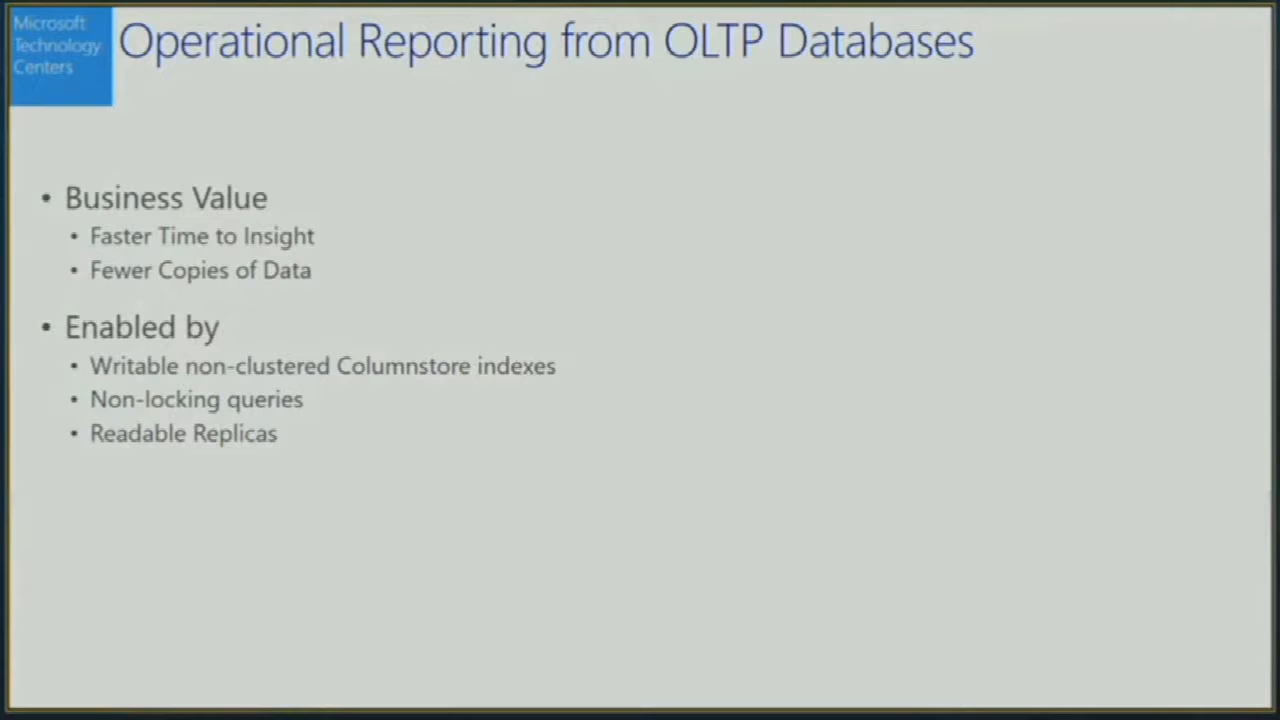 Microsoft
Technology
Centers
Operational Reporting from OLTP Databases
• Business Value
• Faster Time to Insight
• Fewer Copies of Data
• Enabled by
• Writable non-clustered Columnstore indexes
• Non-locking queries
• Readable Replicas